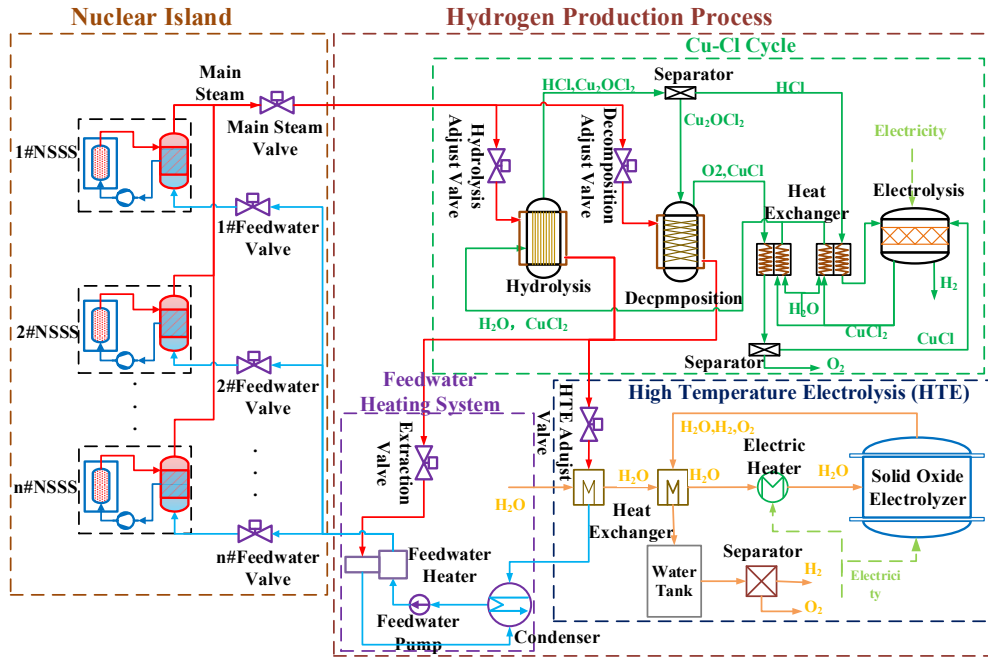 Nuclear Island
Hydrogen Production Process
Cu-Cl Cycle
Main
Steam
Main Steam
Valve
1#NSSS
1#Feedwater
Valve
2#NSSS
2#Feedwater
Valve
n#NSSS
n#Feedwater
Valve
Hydrolysis
Adjust Valve
HCl,Cu₂OCl₂
Separator
HCl
Cu₂OCl₂
Decomposition
Adjust Valve
O2,CuCl
Heat
Exchanger
Electricity
Electrolysis
Hydrolysis
Decpmposition
H₂O
H₂
H₂O，CuCl₂
CuCl₂
CuCl
Separator
O₂
Feedwater
Heating System
Extraction
Valve
Feedwater
Heater
Feedwater
Pump
Condenser
High Temperature Electrolysis (HTE)
HTE Adujst
Valve
H₂O
H₂O
H₂O,H₂,O₂
H₂O
Heat
Exchanger
Electric
Heater
H₂O
Solid Oxide
Electrolyzer
Water
Tank
Separator
H₂
O₂
Electrici
ty